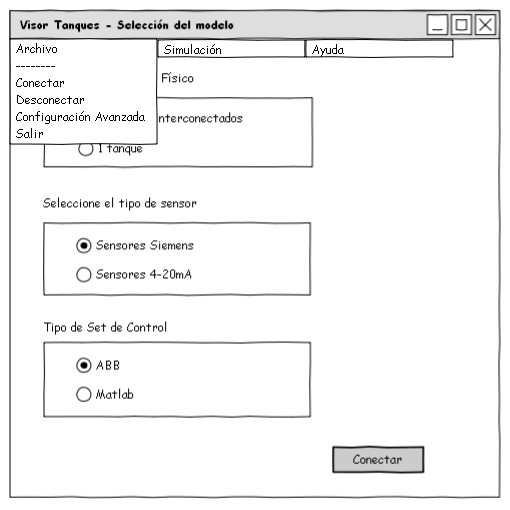 Visor Tanques - Selección del modelo
Archivo Simulación Ayuda
--------
Conectar
Desconectar
Configuración Avanzada
Salir
Físico
nterconectados
1 tanque
Seleccione el tipo de sensor
Sensores Siemens
Sensores 4-20mA
Tipo de Set de Control
ABB
Matlab
Conectar